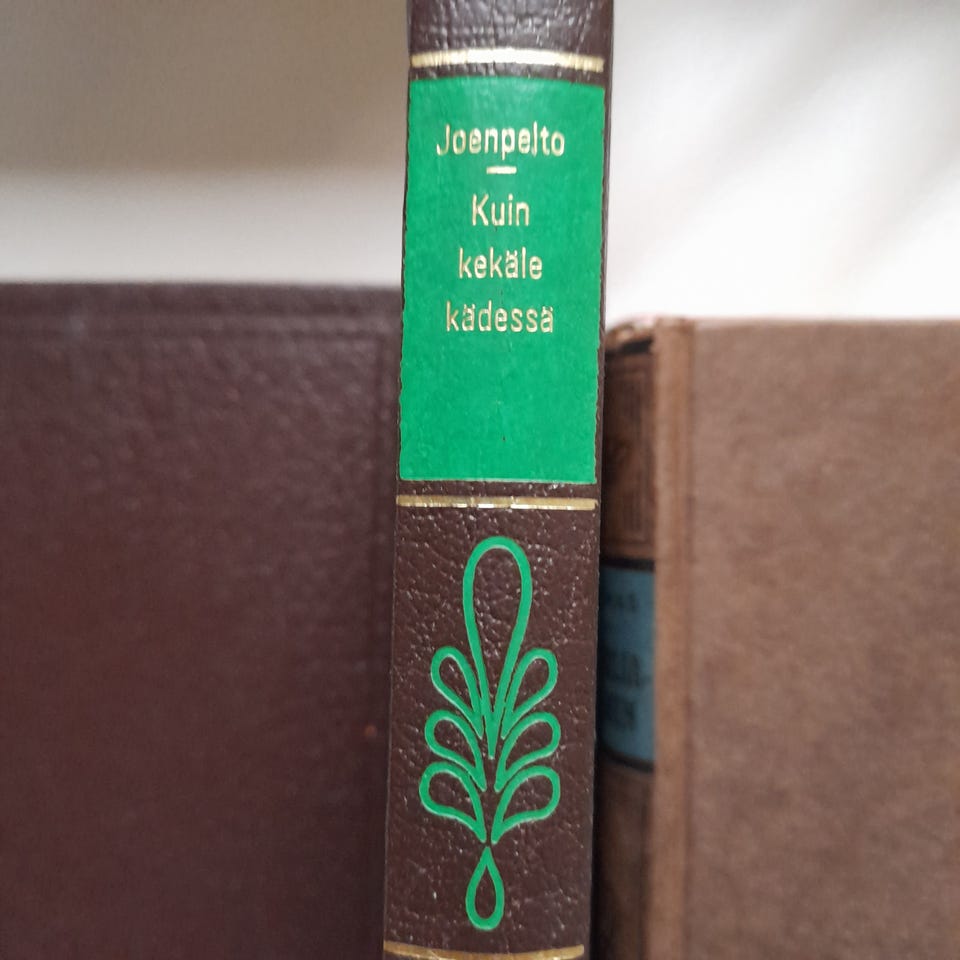 Joenpelto
Kuin
kekäle
kädessä